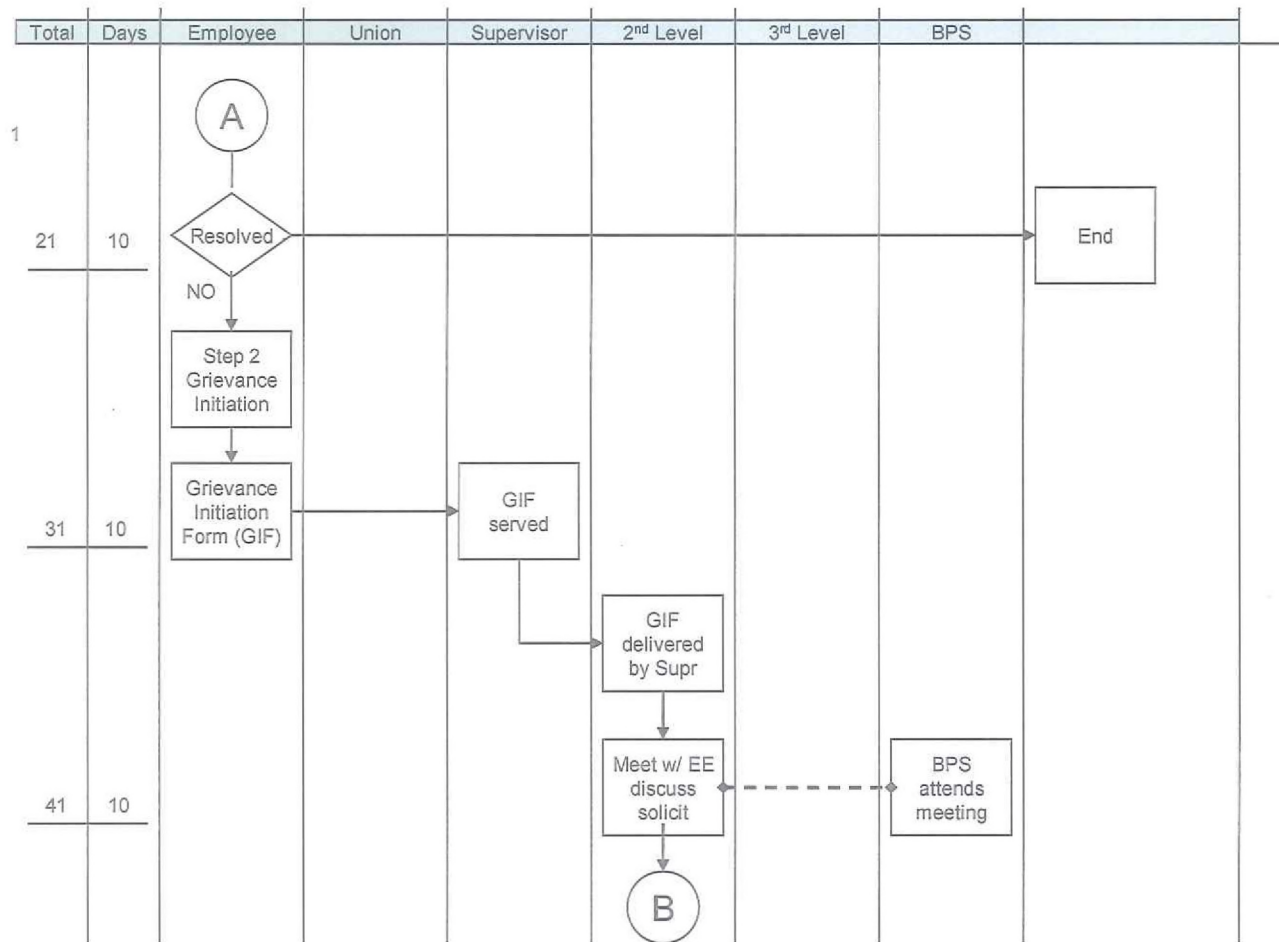 Total Days Employee Union Supervisor 2nd Level 3rd Level BPS
A
1
21 10 Resolved End
NO
Step 2
Grievance
Initiation
Grievance
Initiation
Form (GIF)
GIF
served
31 10
GIF
delivered
by Supr
Meet w/ EE
discuss
solicit
BPS
attends
meeting
41 10
B